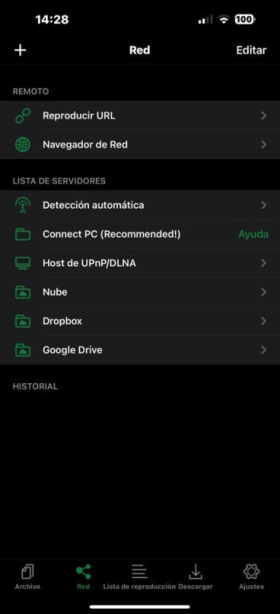 14:28
100
+ Red Editar
REMOTO
Reproducir URL
Navegador de Red
LISTA DE SERVIDORES
Detección automática
Connect PC (Recommended!) Ayuda
Host de UPnP/DLNA
Nube
Dropbox
Google Drive
HISTORIAL
Archivo Red Lista de reproducción Descargar Ajustes